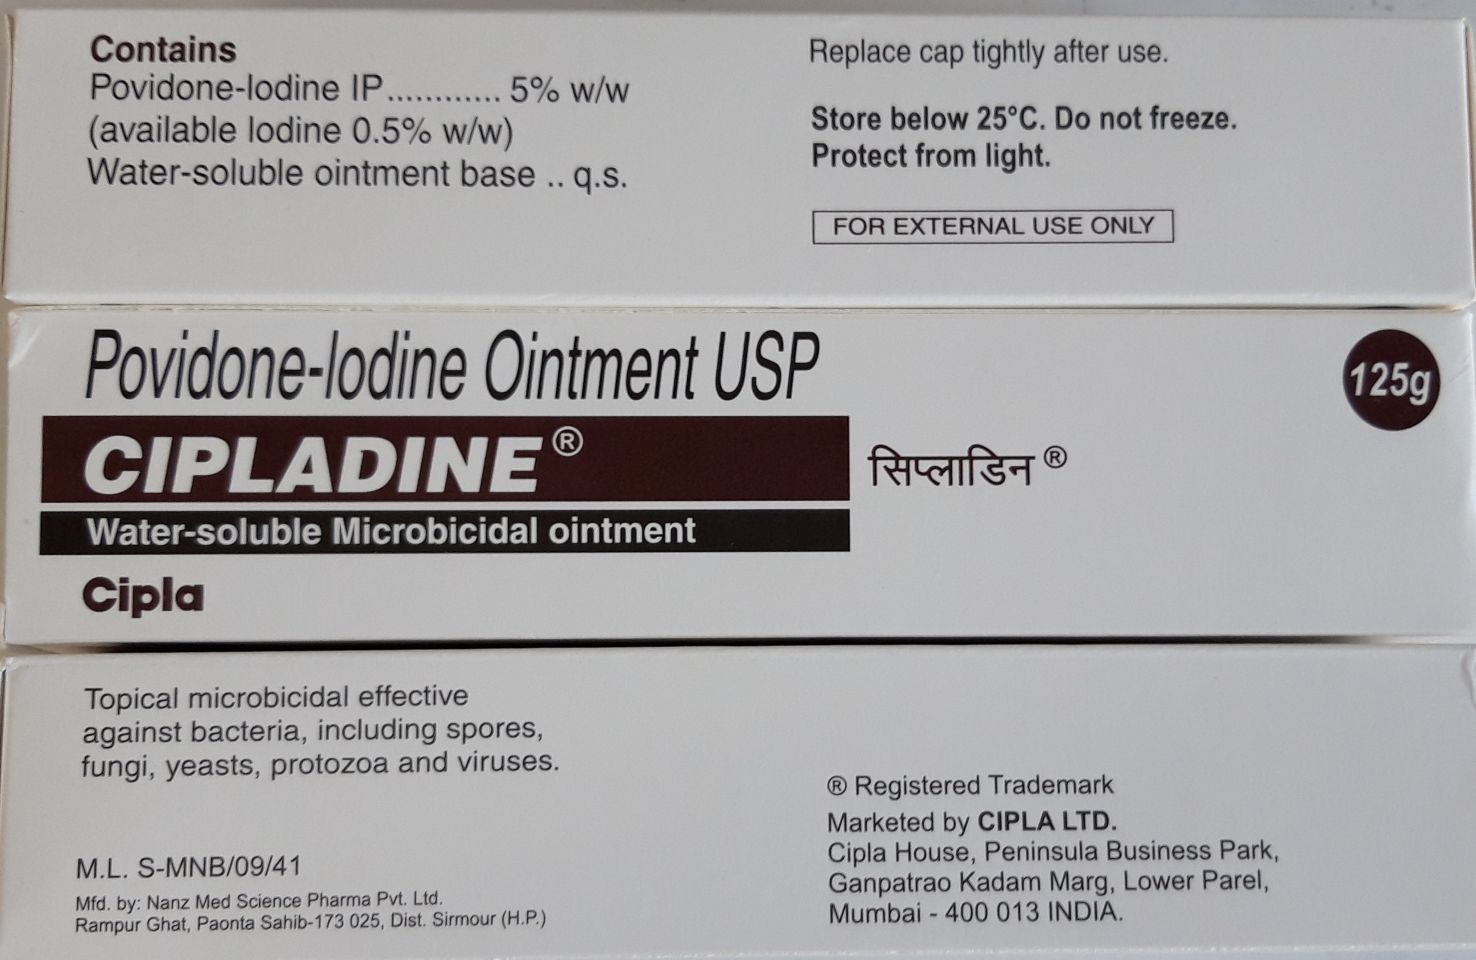 Contains
Povidone-Iodine IP............ 5% w/w
(available Iodine 0.5% w/w)
Water-soluble ointment base .. q.s.
Replace cap tightly after use.
Store below 25°C. Do not freeze.
Protect from light.
FOR EXTERNAL USE ONLY
Povidone-Iodine Ointment USP
125g
CIPLADINE®
सिप्लाडिन ®
Water-soluble Microbicidal ointment
Cipla
Topical microbicidal effective
against bacteria, including spores,
fungi, yeasts, protozoa and viruses.
M.L. S-MNB/09/41
Mfd. by: Nanz Med Science Pharma Pvt. Ltd.
Rampur Ghat, Paonta Sahib-173 025, Dist. Sirmour (H.P.)
® Registered Trademark
Marketed by CIPLA LTD.
Cipla House, Peninsula Business Park,
Ganpatrao Kadam Marg, Lower Parel,
Mumbai - 400 013 INDIA.